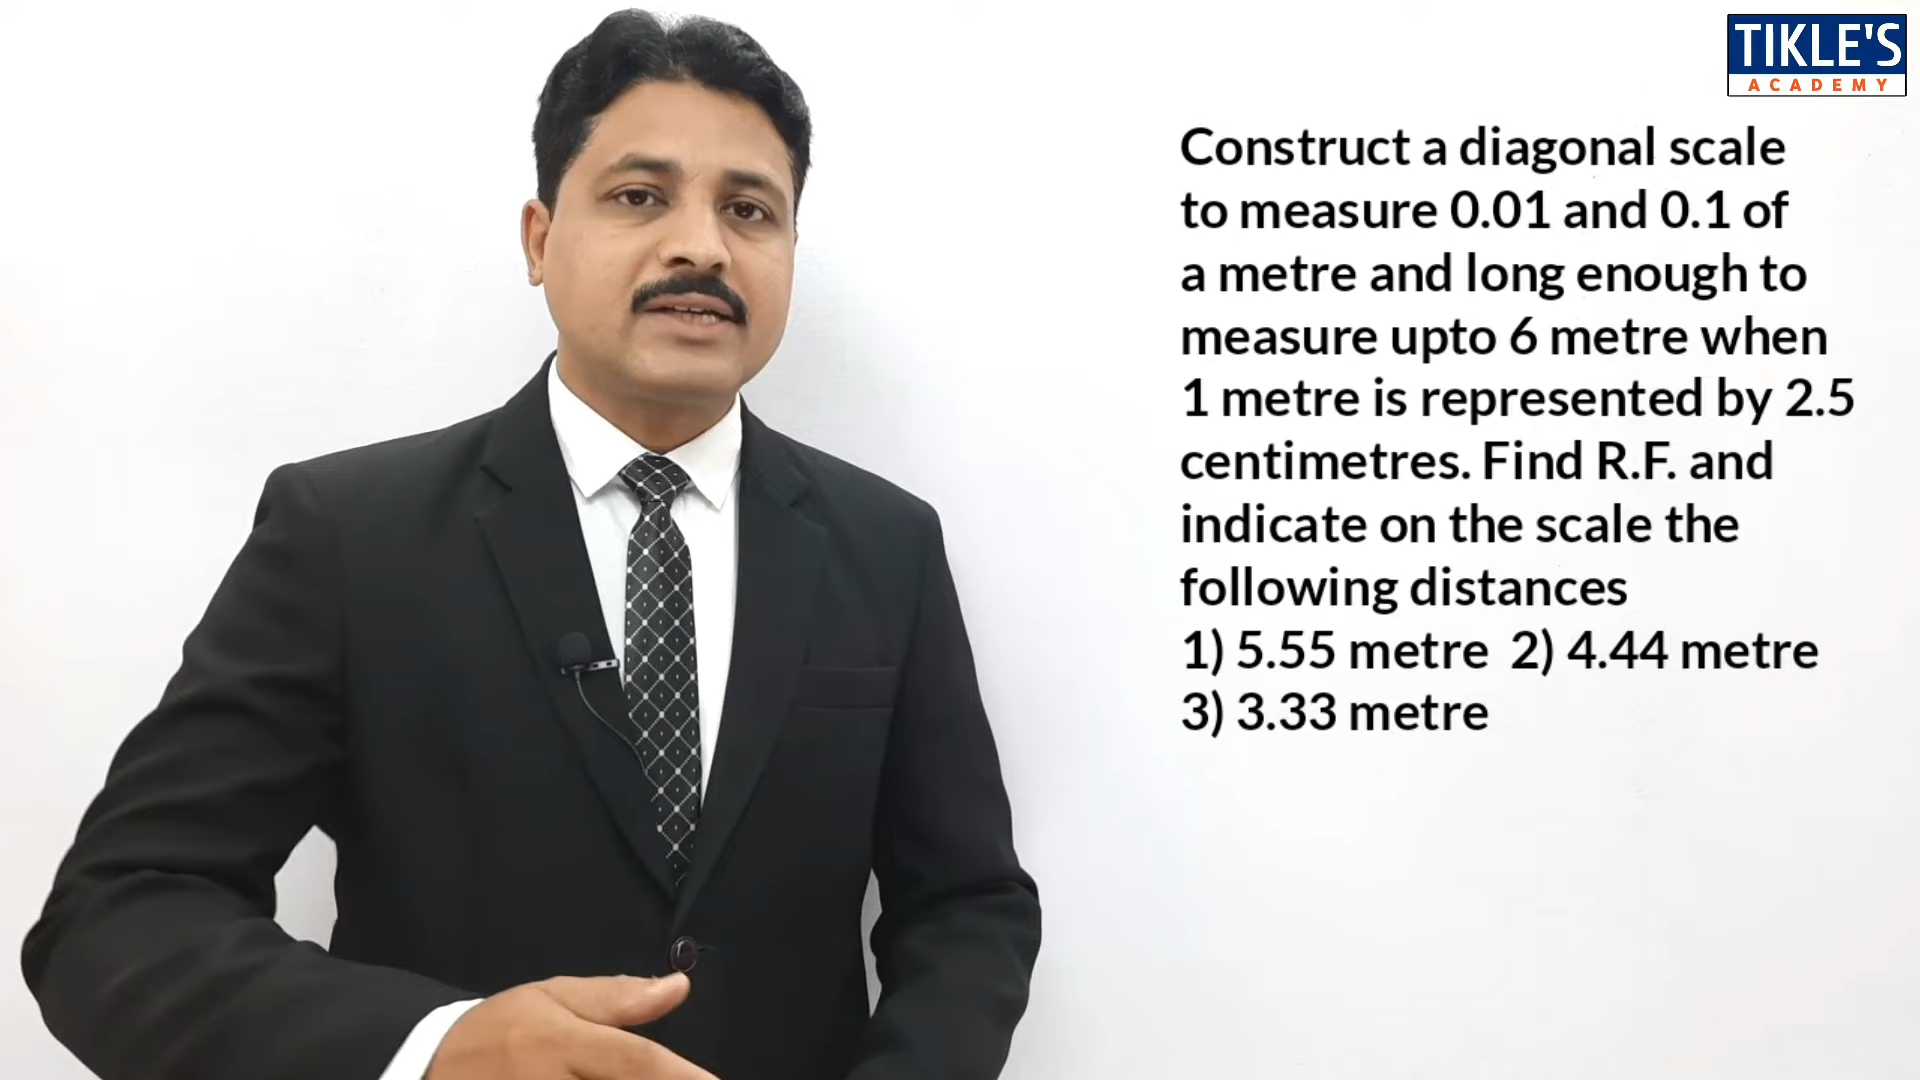 TIKLE'S
ACADEMY
Construct a diagonal scale
to measure 0.01 and 0.1 of
a metre and long enough to
measure upto 6 metre when
1 metre is represented by 2.5
centimetres. Find R.F. and
indicate on the scale the
following distances
1) 5.55 metre 2) 4.44 metre
3) 3.33 metre